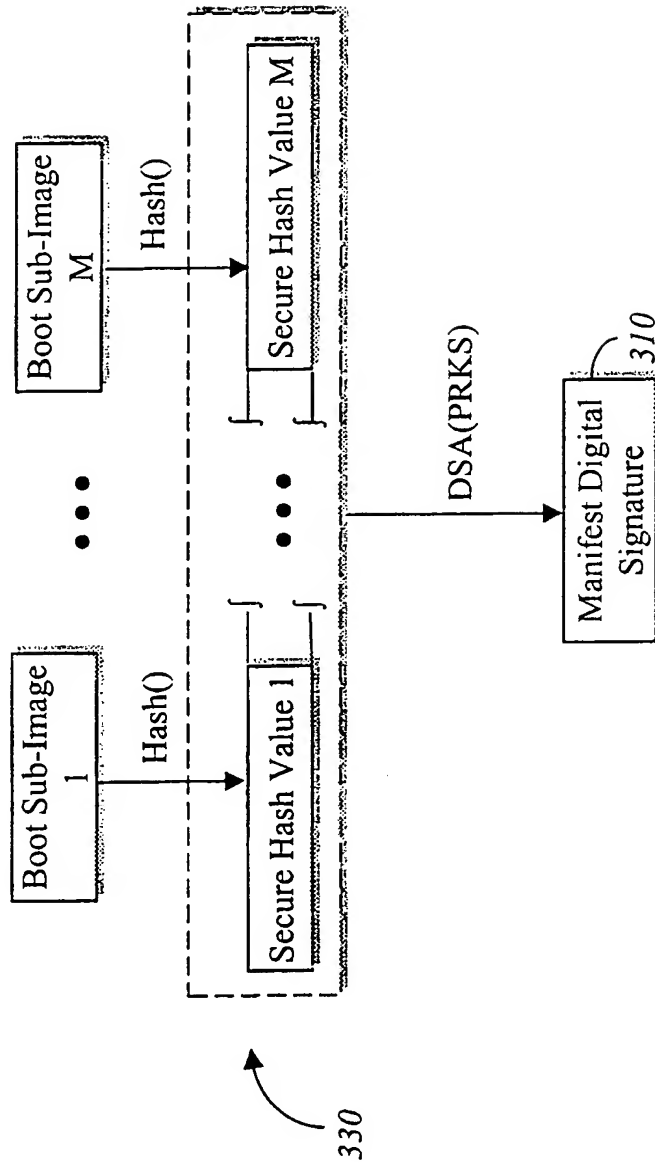 Boot Sub-Image
1
Boot Sub-Image
M
Hash()
Hash()
Secure Hash Value 1
Secure Hash Value M
330
DSA(PRKS)
Manifest Digital
Signature
310